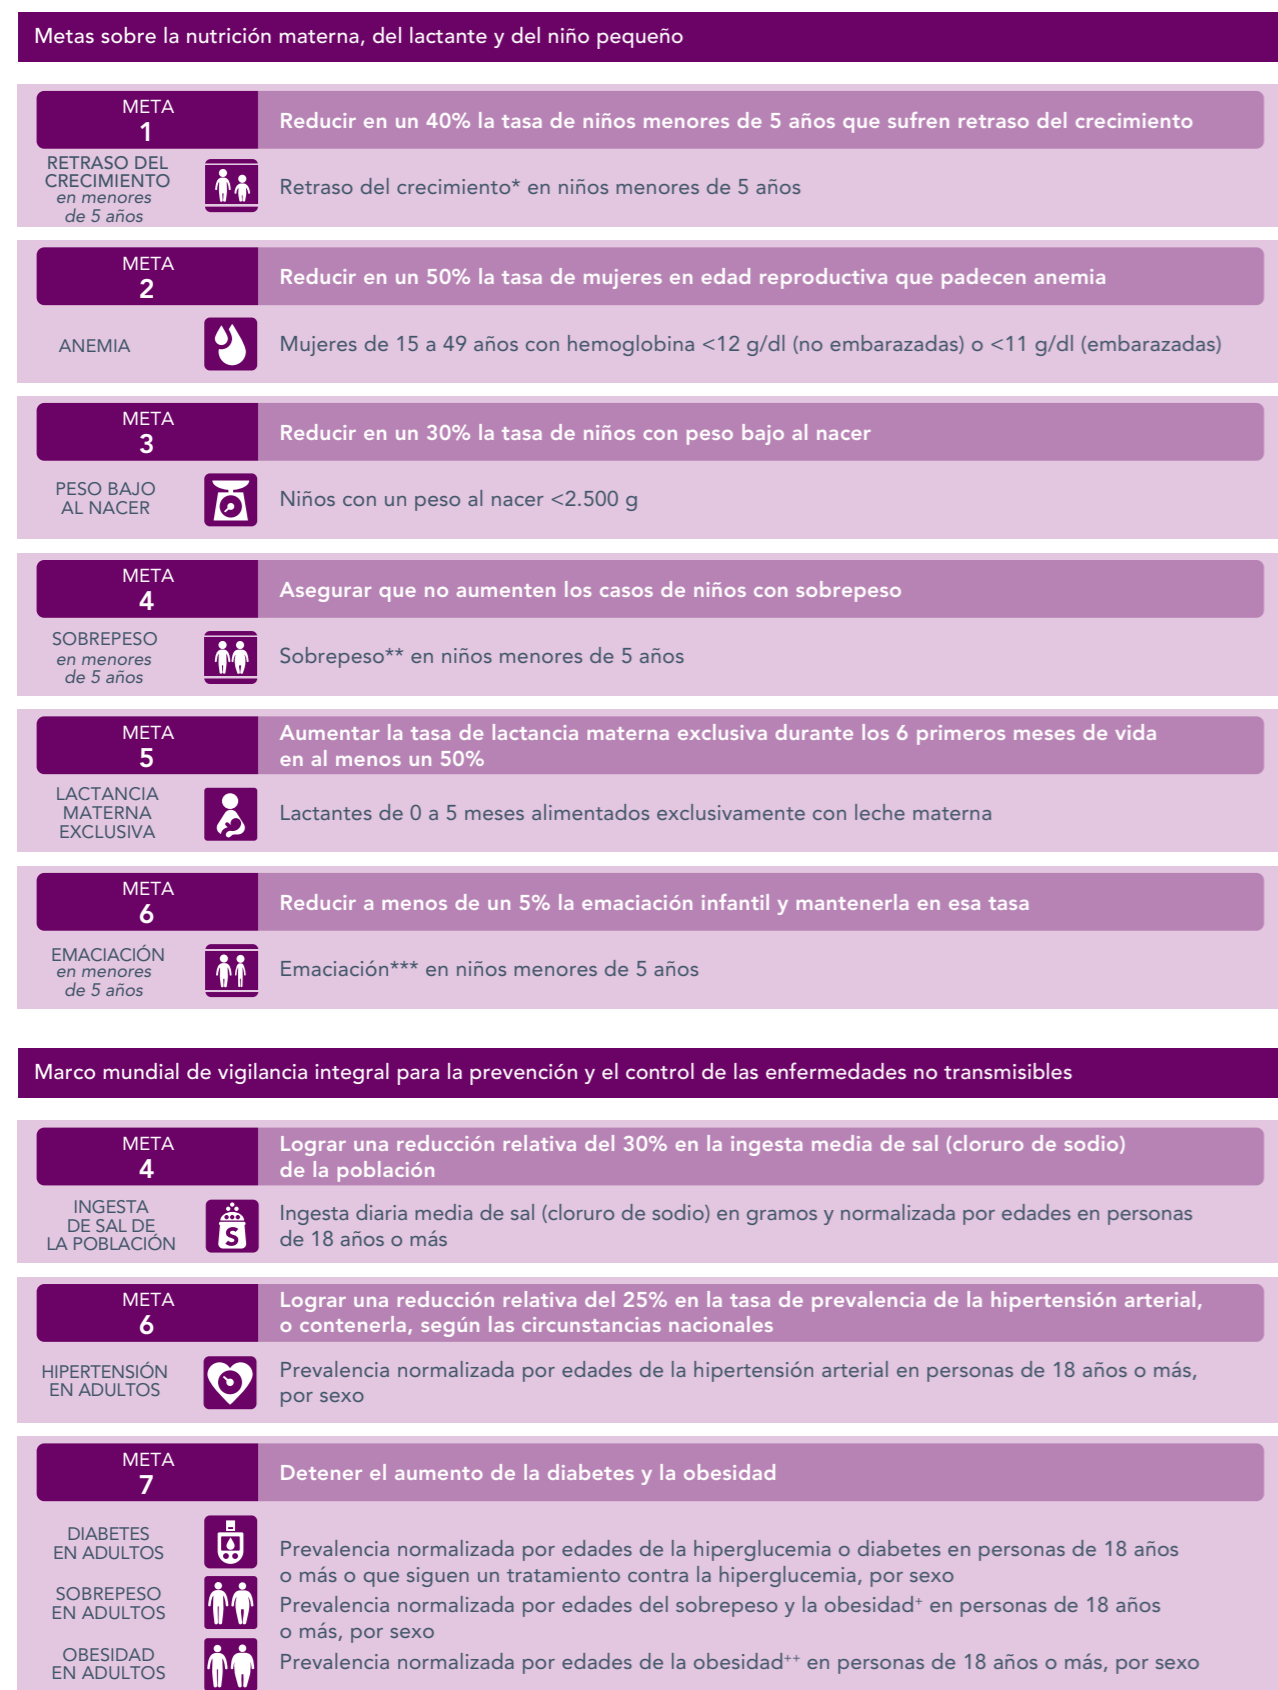 Metas sobre la nutrición materna, del lactante y del niño pequeño
META
1
Reducir en un 40% la tasa de niños menores de 5 años que sufren retraso del crecimiento
RETRASO DEL
CRECIMIENTO
en menores
de 5 años
Retraso del crecimiento* en niños menores de 5 años
META
2
Reducir en un 50% la tasa de mujeres en edad reproductiva que padecen anemia
ANEMIA
Mujeres de 15 a 49 años con hemoglobina <12 g/dl (no embarazadas) o <11 g/dl (embarazadas)
META
3
Reducir en un 30% la tasa de niños con peso bajo al nacer
PESO BAJO
AL NACER
Niños con un peso al nacer <2.500 g
META
4
Asegurar que no aumenten los casos de niños con sobrepeso
SOBREPESO
en menores
de 5 años
Sobrepeso** en niños menores de 5 años
META
5
Aumentar la tasa de lactancia materna exclusiva durante los 6 primeros meses de vida
en al menos un 50%
LACTANCIA
MATERNA
EXCLUSIVA
Lactantes de 0 a 5 meses alimentados exclusivamente con leche materna
META
6
Reducir a menos de un 5% la emaciación infantil y mantenerla en esa tasa
EMACIACIÓN
en menores
de 5 años
Emaciación*** en niños menores de 5 años
Marco mundial de vigilancia integral para la prevención y el control de las enfermedades no transmisibles
META
4
Lograr una reducción relativa del 30% en la ingesta media de sal (cloruro de sodio)
de la población
INGESTA
DE SAL DE
LA POBLACIÓN
S
Ingesta diaria media de sal (cloruro de sodio) en gramos y normalizada por edades en personas
de 18 años o más
META
6
Lograr una reducción relativa del 25% en la tasa de prevalencia de la hipertensión arterial,
o contenerla, según las circunstancias nacionales
HIPERTENSIÓN
EN ADULTOS
Prevalencia normalizada por edades de la hipertensión arterial en personas de 18 años o más,
por sexo
META
7
Detener el aumento de la diabetes y la obesidad
DIABETES
EN ADULTOS
Prevalencia normalizada por edades de la hiperglucemia o diabetes en personas de 18 años
o más o que siguen un tratamiento contra la hiperglucemia, por sexo
SOBREPESO
EN ADULTOS
Prevalencia normalizada por edades del sobrepeso y la obesidad⁺ en personas de 18 años
o más, por sexo
OBESIDAD
EN ADULTOS
Prevalencia normalizada por edades de la obesidad⁺⁺ en personas de 18 años o más, por sexo